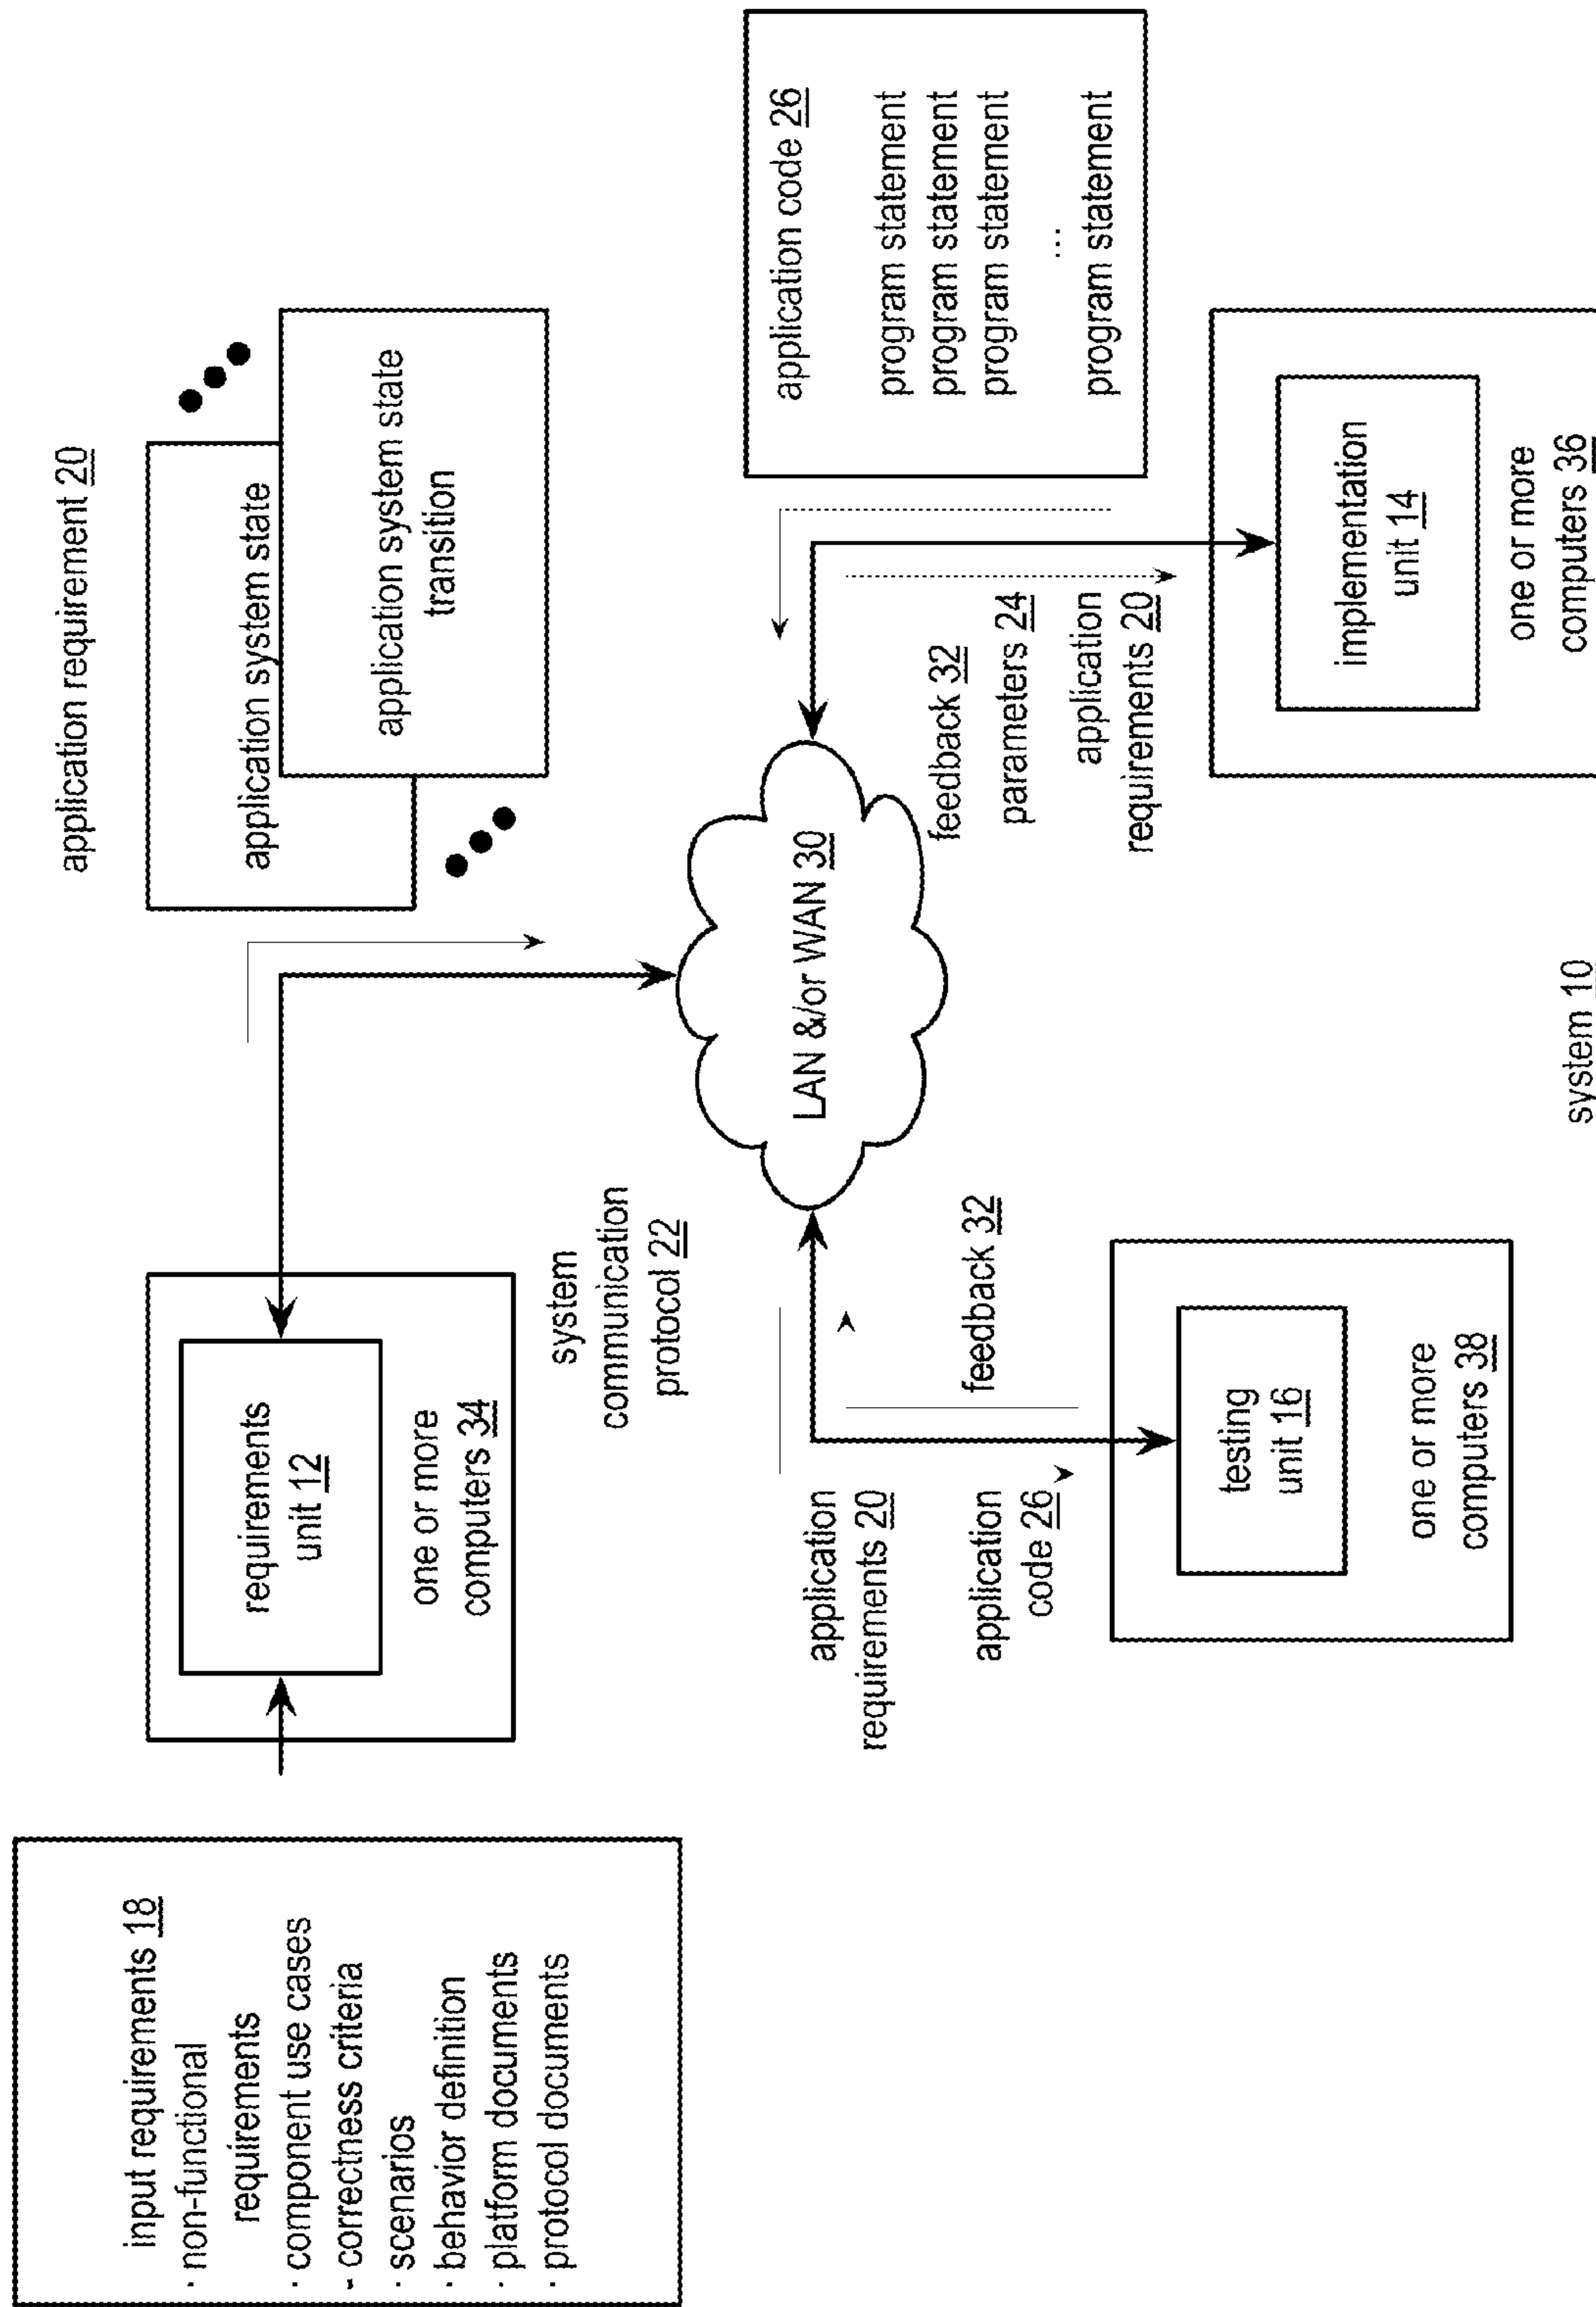 input requirements 18
· non-functional
requirements
· component use cases
- correctness criteria
· scenarios
· behavior definition
· platform documents
· protocol documents
requirements
unit 12
one or more
computers 34
system
communication
protocol 22
application requirement 20
application system state
application system state
transition
LAN &/or WAN 30
application
requirements 20
application
code 26
feedback 32
testing
unit 16
one or more
computers 38
feedback 32
parameters 24
application
requirements 20
application code 26
program statement
program statement
program statement
...
program statement
implementation
unit 14
one or more
computers 36
system 10